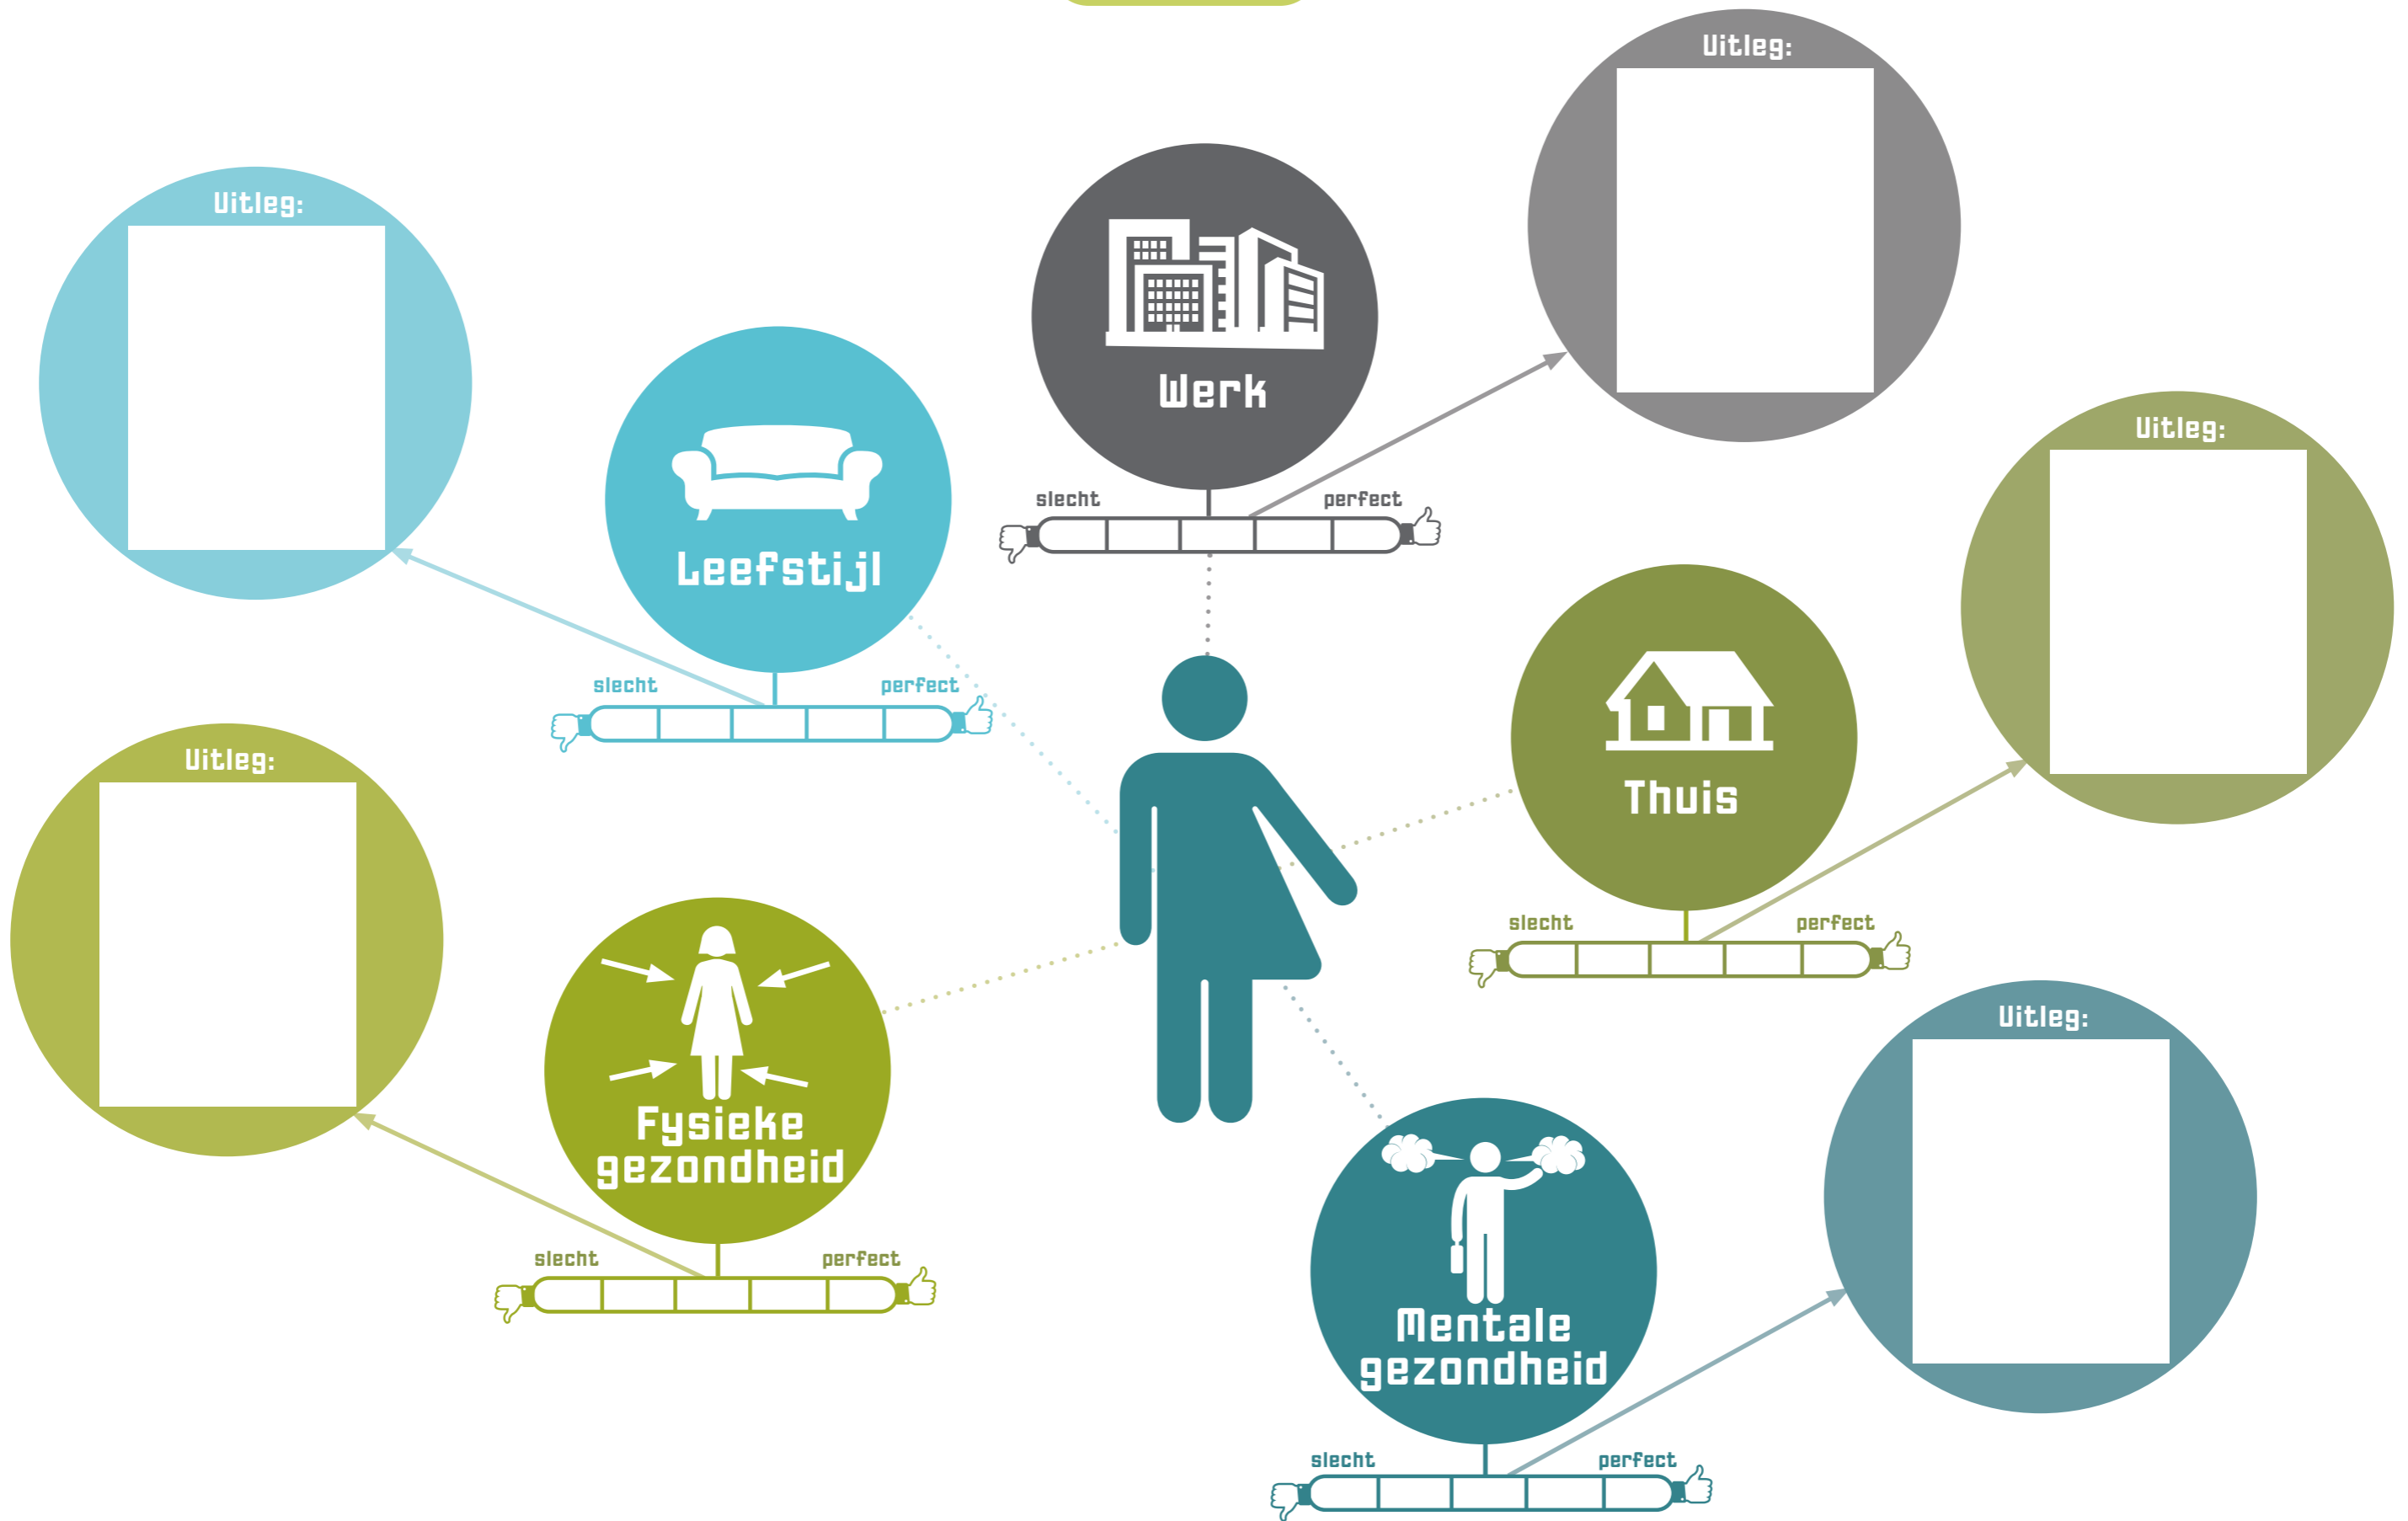 Uitleg:
Werk
slecht
perfect
Uitleg:
Leefstijl
slecht
perfect
Uitleg:
Thuis
slecht
perfect
Uitleg:
Fysieke
gezondheid
slecht
perfect
Uitleg:
Mentale
gezondheid
slecht
perfect